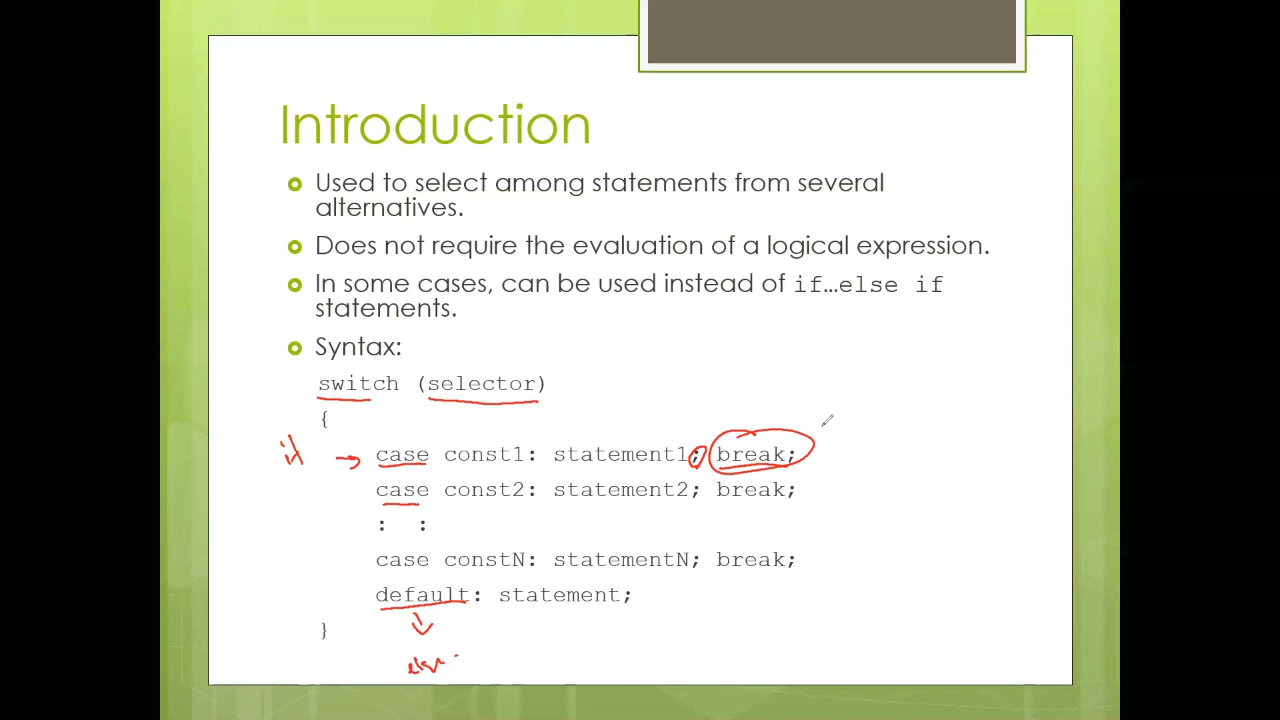 Introduction
Used to select among statements from several
alternatives.
Does not require the evaluation of a logical expression.
In some cases, can be used instead of if…else if
statements.
Syntax:
switch (selector)
{
if case const1: statement1; break;
case const2: statement2; break;
: :
case constN: statementN; break;
default: statement;
}
else